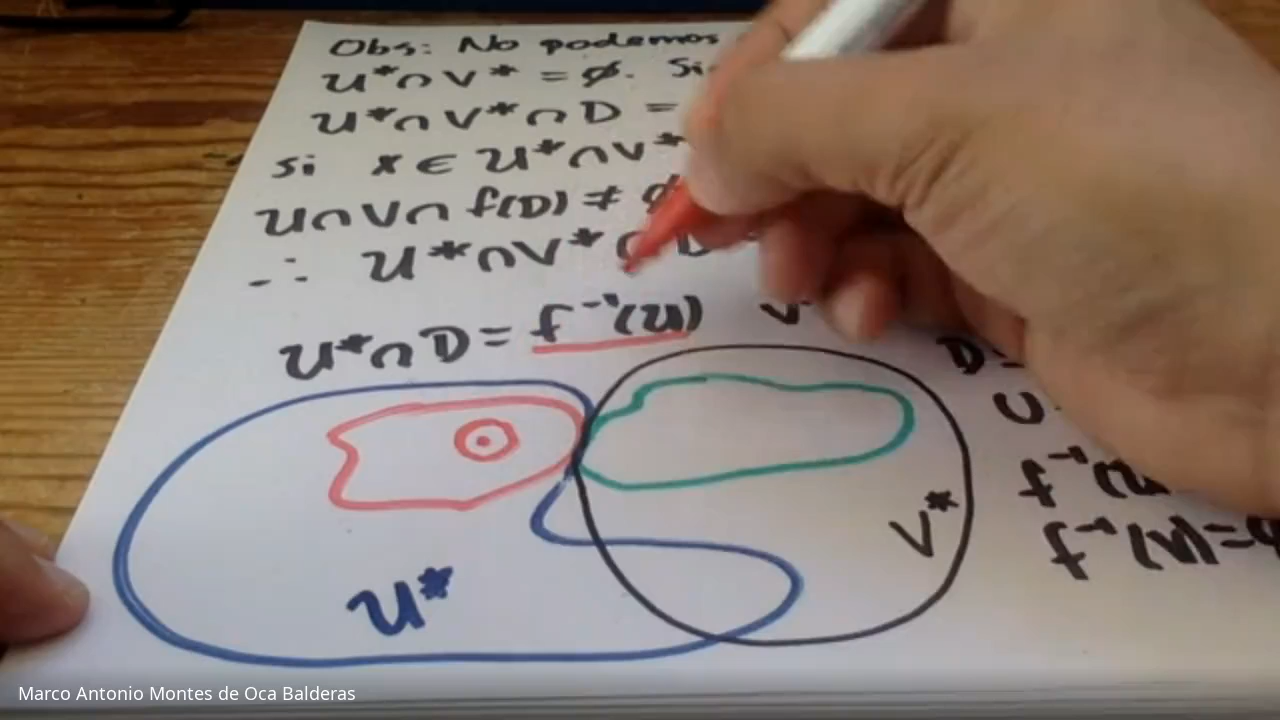 Obs: No podemos
U*∩V* = ∅. Si
U*∩V*∩D =
Si x ∈ U*∩V*
U∩V∩ f(D) ≠ ∅
∴ U*∩V*∩D
U*∩D = f⁻¹(U) V
D
U
f⁻¹(U)
f⁻¹(V)=
V*
U*
Marco Antonio Montes de Oca Balderas